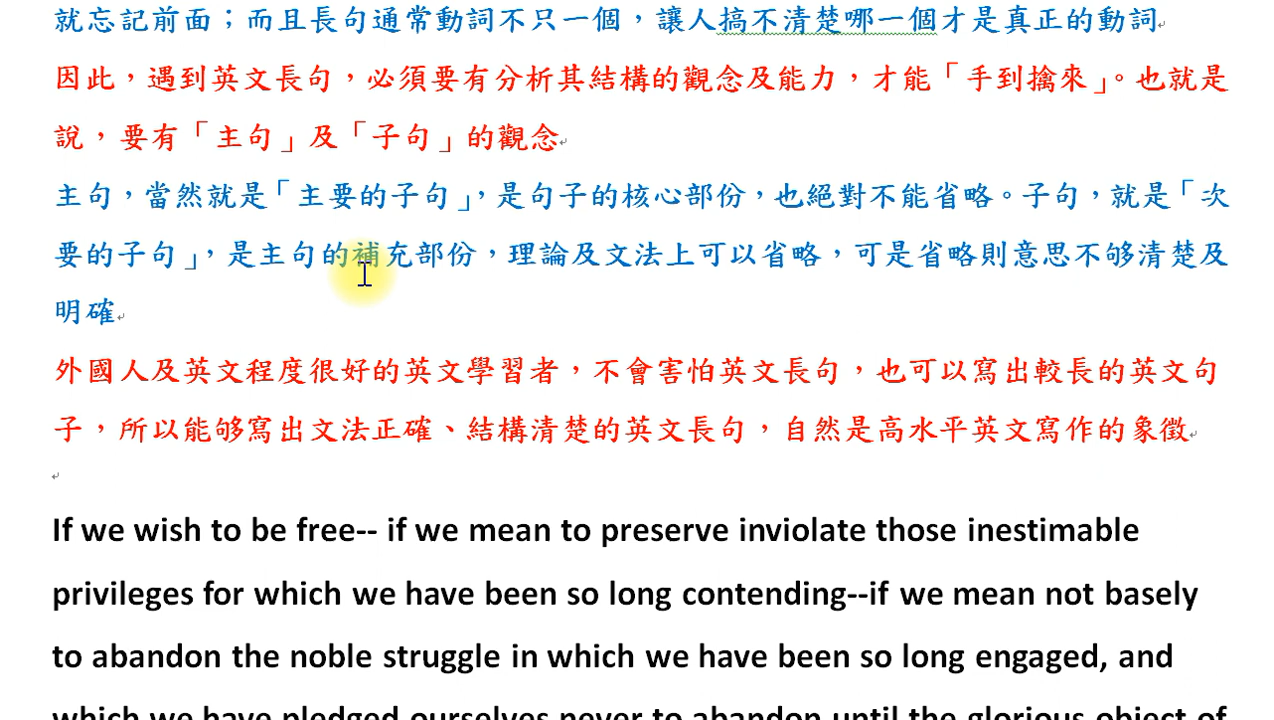 就忘記前面；而且長句通常動詞不只一個，讓人搞不清楚哪一個才是真正的動詞
因此，遇到英文長句，必須要有分析其結構的觀念及能力，才能「手到擒來」。也就是
說，要有「主句」及「子句」的觀念
主句，當然就是「主要的子句」，是句子的核心部份，也絕對不能省略。子句，就是「次
要的子句」，是主句的補充部份，理論及文法上可以省略，可是省略則意思不够清楚及
明確
外國人及英文程度很好的英文學習者，不會害怕英文長句，也可以寫出較長的英文句
子，所以能够寫出文法正確、結構清楚的英文長句，自然是高水平英文寫作的象徵
If we wish to be free-- if we mean to preserve inviolate those inestimable
privileges for which we have been so long contending--if we mean not basely
to abandon the noble struggle in which we have been so long engaged, and
which we have pledged ourselves never to abandon until the glorious object of